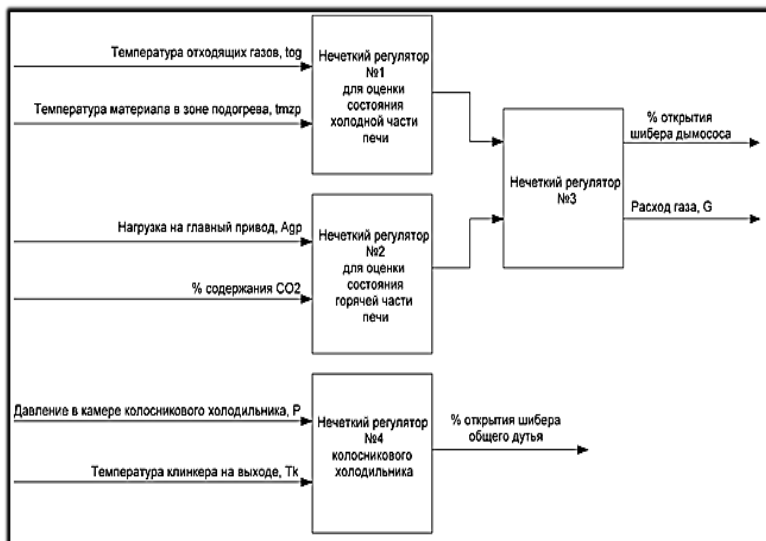 Температура отходящих газов, tog
Температура материала в зоне подогрева, tmzp
Нечеткий регулятор
№1
для оценки
состояния
холодной части
печи
Нагрузка на главный привод, Agp
% содержания CO2
Нечеткий регулятор
№2
для оценки
состояния
горячей части
печи
Нечеткий регулятор
№3
% открытия
шибера дымососа
Расход газа, G
Давление в камере колосникового холодильника, P
Температура клинкера на выходе, Tk
Нечеткий регулятор
№4
колосникового
холодильника
% открытия шибера
общего дутья